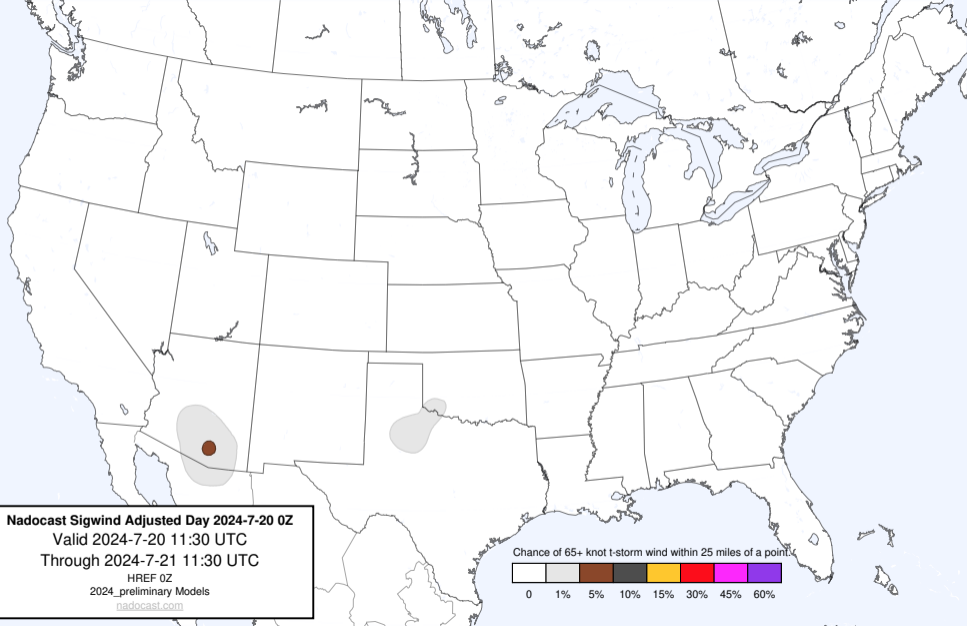 Nadocast Sigwind Adjusted Day 2024-7-20 0Z
Valid 2024-7-20 11:30 UTC
Through 2024-7-21 11:30 UTC
HREF 0Z
2024_preliminary Models
nadocast.com
Chance of 65+ knot t-storm wind within 25 miles of a point.
0 1% 5% 10% 15% 30% 45% 60%